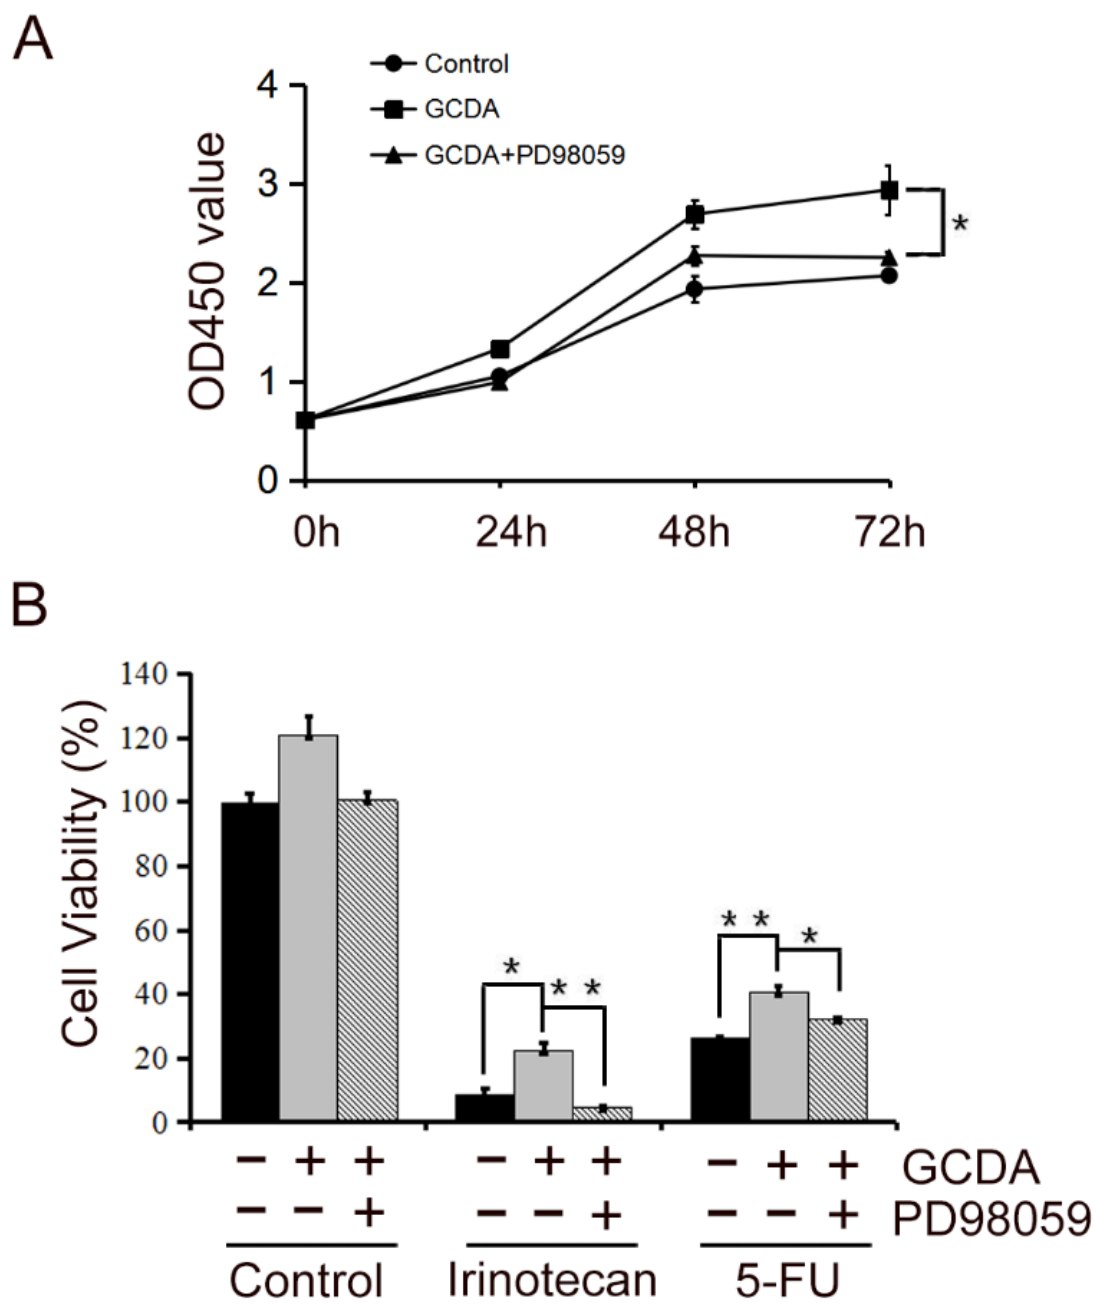 A
Control
GCDA
GCDA+PD98059
OD450 value
4
3
2
1
0
0h 24h 48h 72h
*
B
Cell Viability (%)
140
120
100
80
60
40
20
0
* * *
* * * *
* 
− + + − + + − + + GCDA
− − + − − + − − + PD98059
Control Irinotecan 5-FU